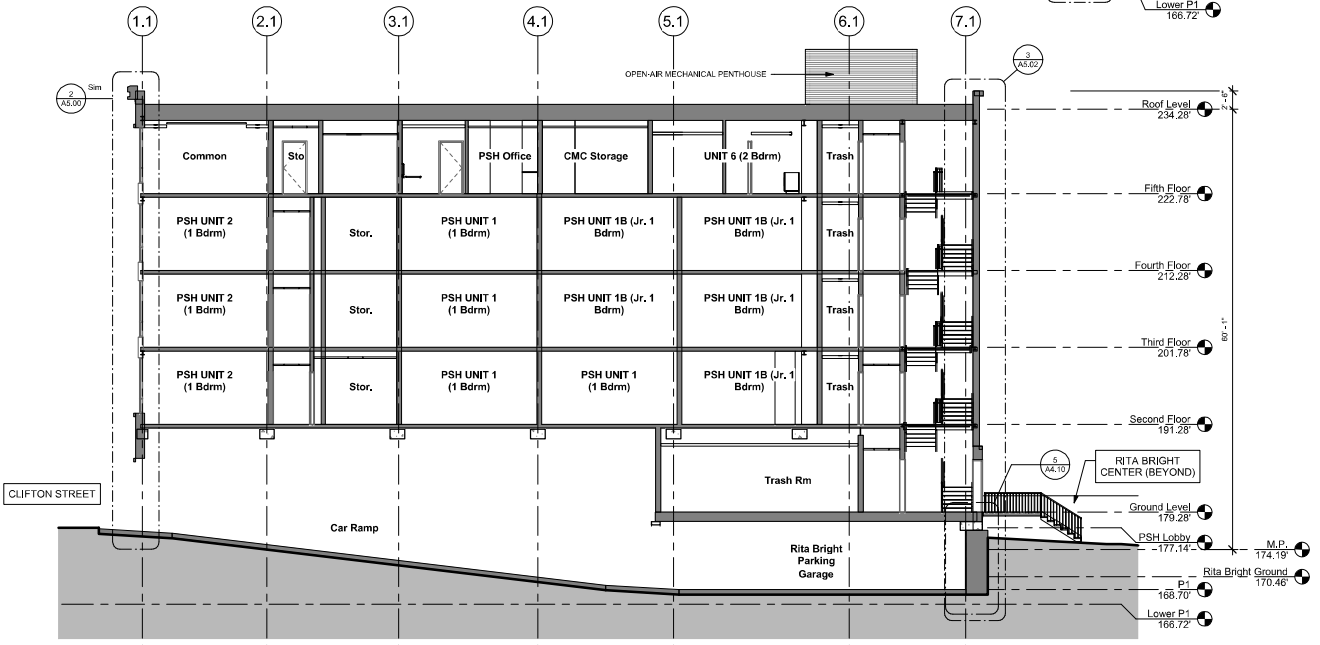 Lower P1
166.72'
1.1
2.1
3.1
4.1
5.1
6.1
7.1
2
A5.00
Sim
3
A5.02
OPEN-AIR MECHANICAL PENTHOUSE
2' - 6"
Roof Level
234.28'
Common
Sto
PSH Office
CMC Storage
UNIT 6 (2 Bdrm)
Trash
Fifth Floor
222.78'
PSH UNIT 2
(1 Bdrm)
Stor.
PSH UNIT 1
(1 Bdrm)
PSH UNIT 1B (Jr. 1
Bdrm)
PSH UNIT 1B (Jr. 1
Bdrm)
Trash
Fourth Floor
212.28'
PSH UNIT 2
(1 Bdrm)
Stor.
PSH UNIT 1
(1 Bdrm)
PSH UNIT 1B (Jr. 1
Bdrm)
PSH UNIT 1B (Jr. 1
Bdrm)
Trash
60' - 1"
Third Floor
201.78'
PSH UNIT 2
(1 Bdrm)
Stor.
PSH UNIT 1
(1 Bdrm)
PSH UNIT 1
(1 Bdrm)
PSH UNIT 1B (Jr. 1
Bdrm)
Trash
Second Floor
191.28'
Trash Rm
5
A4.10
RITA BRIGHT
CENTER (BEYOND)
CLIFTON STREET
Ground Level
179.28'
Car Ramp
PSH Lobby
177.14'
M.P.
174.19'
Rita Bright
Parking
Garage
Rita Bright Ground
170.46'
P1
168.70'
Lower P1
166.72'